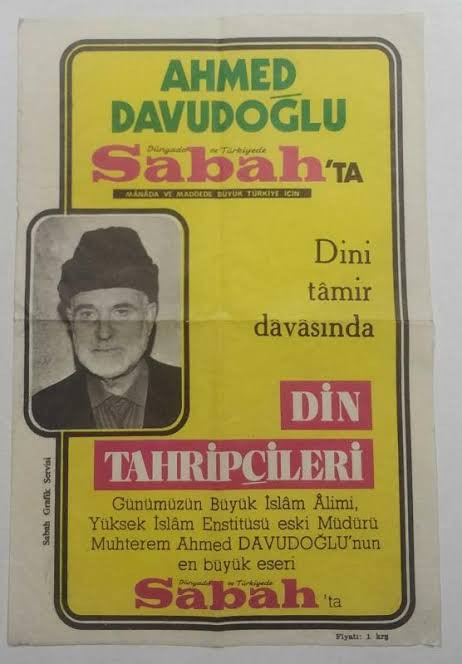 AHMED
DAVUDOĞLU
Dünyada ve Türkiyede
Sabah'TA
MÂNÂDA VE MADDEDE BÜYÜK TÜRKİYE İÇİN
Dini
tâmir
dâvâsında
DİN
TAHRİPÇİLERİ
Günümüzün Büyük İslâm Âlimi,
Yüksek İslâm Enstitüsü eski Müdürü
Muhterem Ahmed DAVUDOĞLU'nun
en büyük eseri
Dünyada ve Türkiyede
Sabah'ta
Sabah Grafik Servisi
Fiyatı: 1 krş